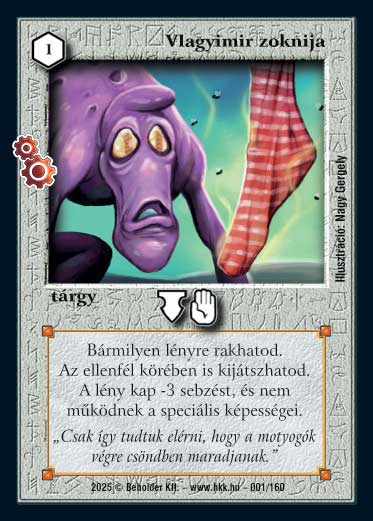 1
Vlagyimir zoknija
Illusztráció: Nagy Gergely
tárgy
Bármilyen lényre rakhatod.
Az ellenfél körében is kijátszhatod.
A lény kap -3 sebzést, és nem
működnek a speciális képességei.
„Csak így tudtuk elérni, hogy a motyogók
végre csöndben maradjanak.”
2025 © Beholder Kft. – www.hkk.hu – 001/160